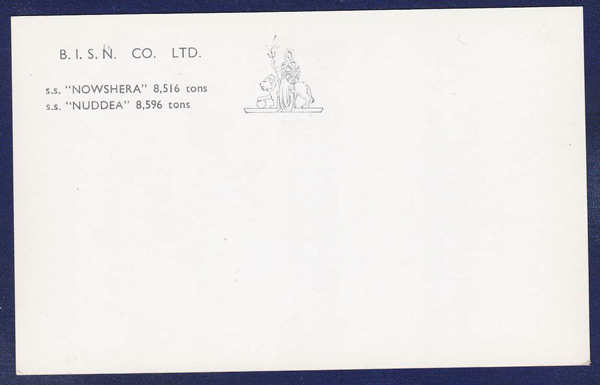 B. I. S. N. CO. LTD.
s.s. "NOWSHERA" 8,516 tons
s.s. "NUDDEA" 8,596 tons